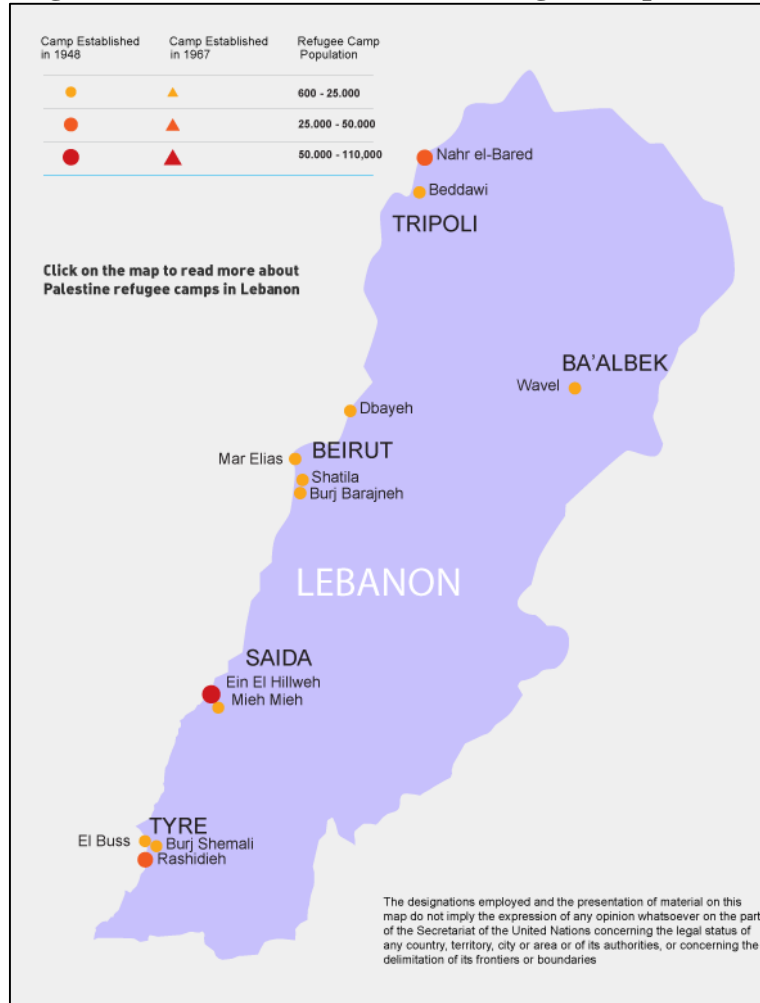 Camp Established
in 1948
Camp Established
in 1967
Refugee Camp
Population
600 - 25.000
25.000 - 50.000
50.000 - 110,000
Nahr el-Bared
Beddawi
TRIPOLI
Click on the map to read more about
Palestine refugee camps in Lebanon
BA'ALBEK
Wavel
Dbayeh
Mar Elias
BEIRUT
Shatila
Burj Barajneh
LEBANON
SAIDA
Ein El Hillweh
Mieh Mieh
TYRE
El Buss
Burj Shemali
Rashidieh
The designations employed and the presentation of material on this
map do not imply the expression of any opinion whatsoever on the part
of the Secretariat of the United Nations concerning the legal status of
any country, territory, city or area or of its authorities, or concerning the
delimitation of its frontiers or boundaries